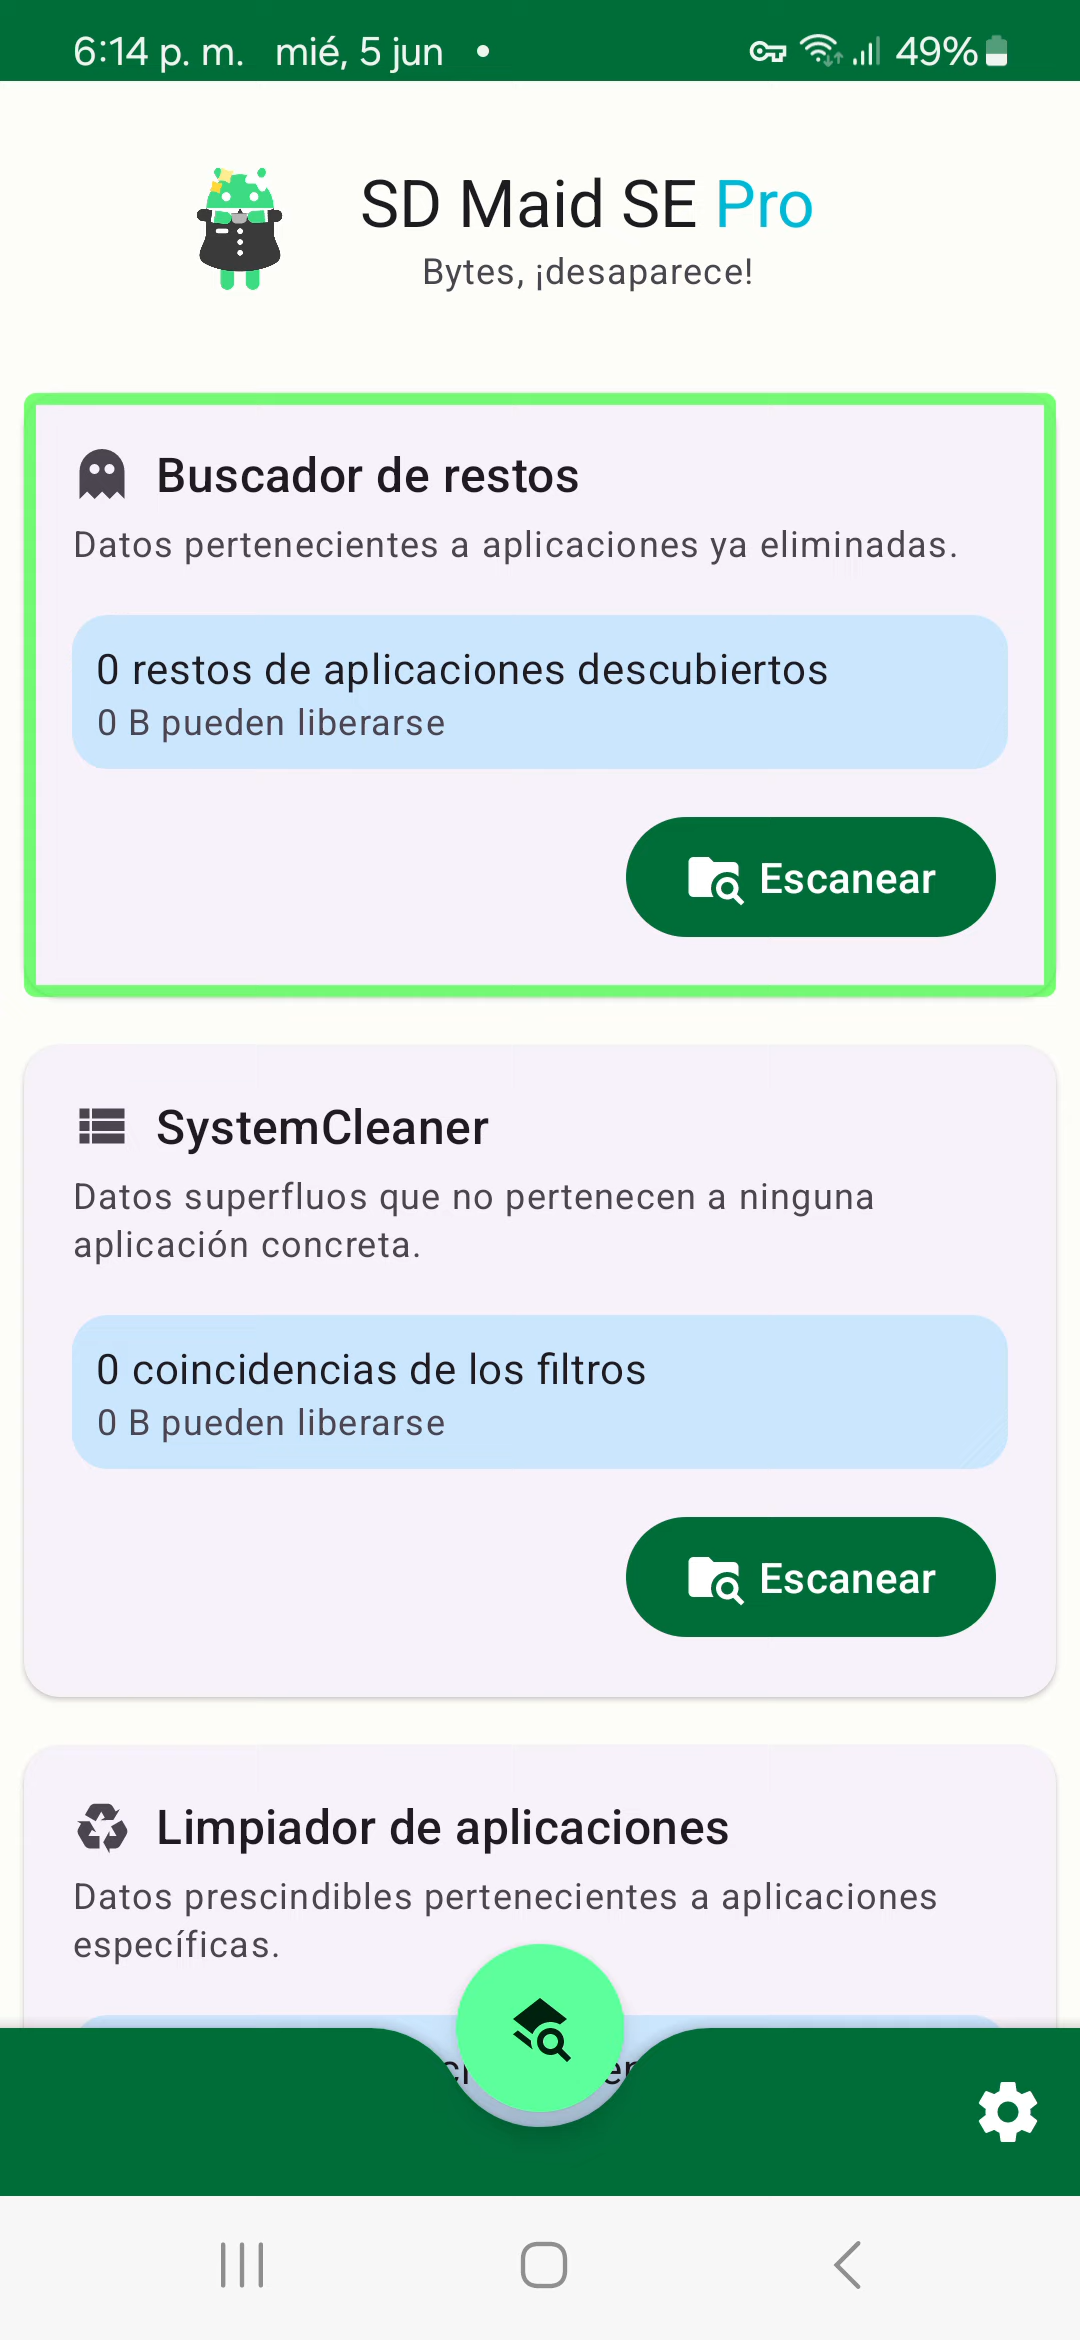 6:14 p. m. mié, 5 jun • 49%
SD Maid SE Pro
Bytes, ¡desaparece!
Buscador de restos
Datos pertenecientes a aplicaciones ya eliminadas.
0 restos de aplicaciones descubiertos
0 B pueden liberarse
Escanear
SystemCleaner
Datos superfluos que no pertenecen a ninguna
aplicación concreta.
0 coincidencias de los filtros
0 B pueden liberarse
Escanear
Limpiador de aplicaciones
Datos prescindibles pertenecientes a aplicaciones
específicas.